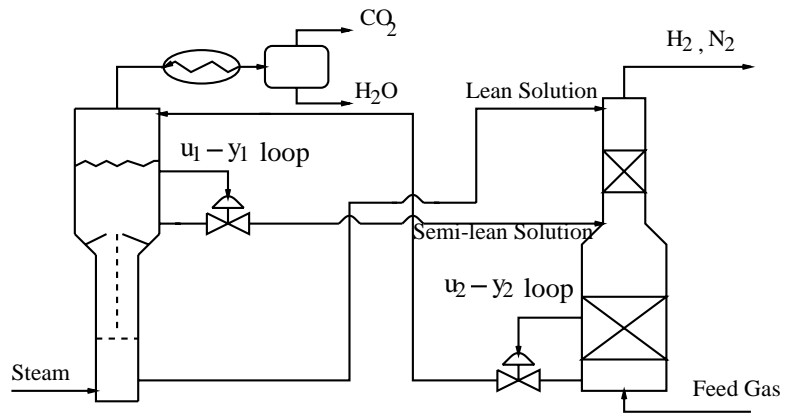 CO2
H2 , N2
H2O
Lean Solution
u1 − y1 loop
Semi-lean Solution
u2 − y2 loop
Steam
Feed Gas